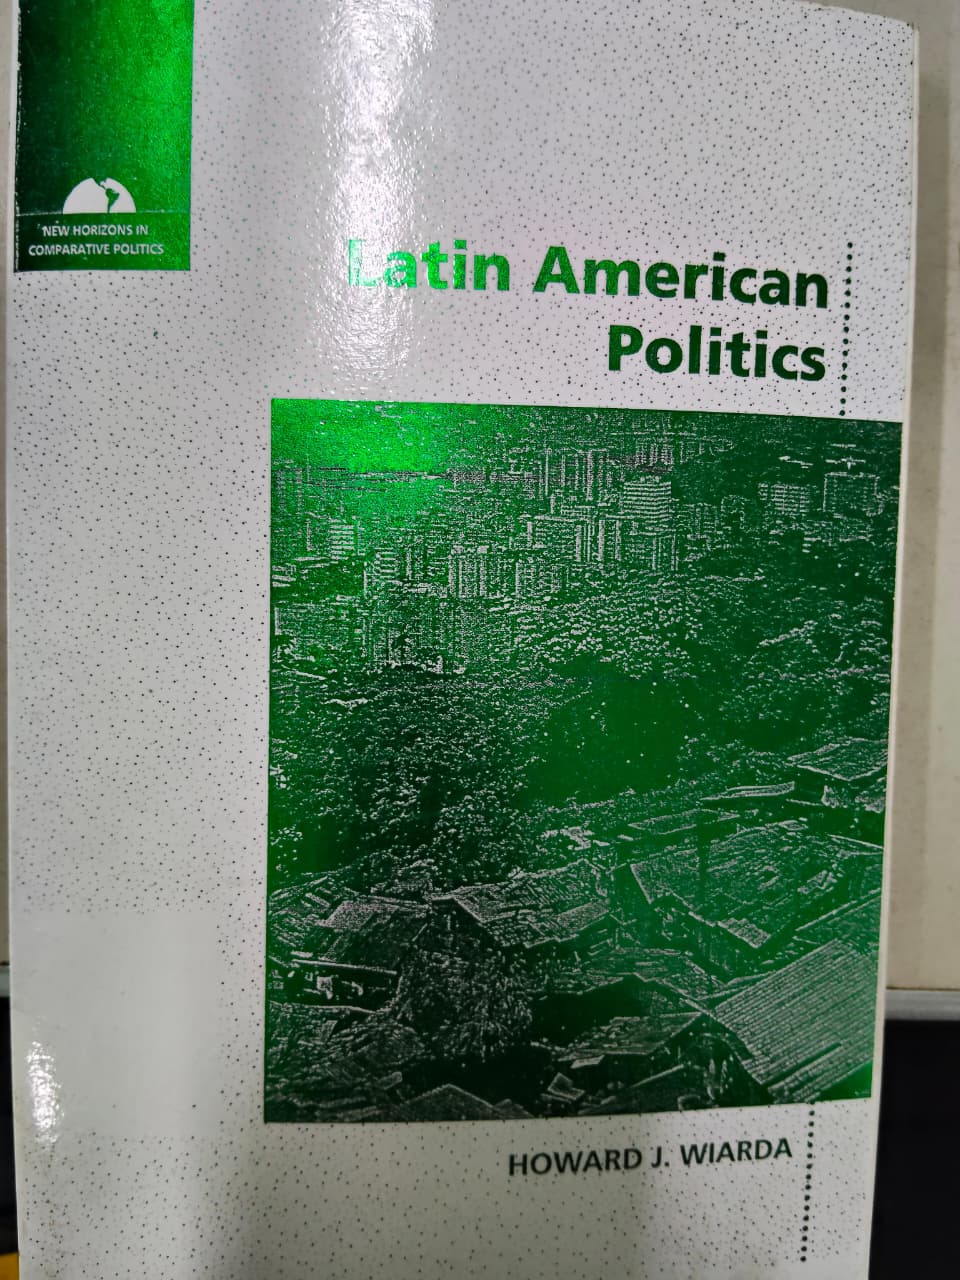 NEW HORIZONS IN
COMPARATIVE POLITICS
Latin American
Politics
HOWARD J. WIARDA